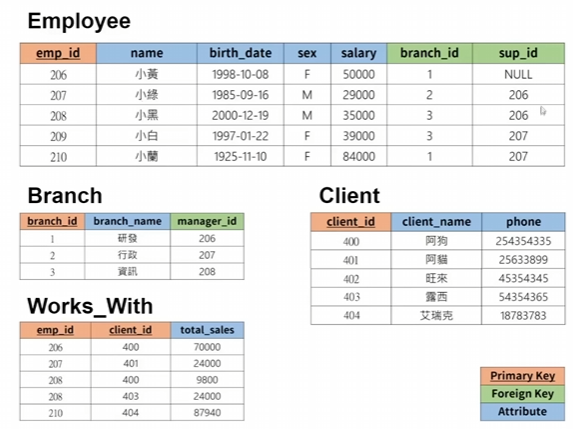 Employee
emp_id name birth_date sex salary branch_id sup_id
206 小黃 1998-10-08 F 50000 1 NULL
207 小綠 1985-09-16 M 29000 2 206
208 小黑 2000-12-19 M 35000 3 206
209 小白 1997-01-22 F 39000 3 207
210 小蘭 1925-11-10 F 84000 1 207
Branch
branch_id branch_name manager_id
1 研發 206
2 行政 207
3 資訊 208
Client
client_id client_name phone
400 阿狗 254354335
401 阿貓 25633899
402 旺來 45354345
403 露西 54354365
404 艾瑞克 18783783
Works_With
emp_id client_id total_sales
206 400 70000
207 401 24000
208 400 9800
208 403 24000
210 404 87940
Primary Key
Foreign Key
Attribute